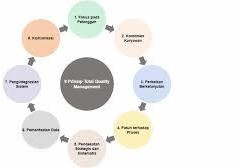 1. Fokus pada
Pelanggan
2. Komitmen
Karyawan
3. Perbaikan
Berkelanjutan
4. Patuh terhadap
Proses
5. Pendekatan
Strategis dan
Sistematis
6. Pemanfaatan Data
7. Pengintegrasian
Sistem
8. Komunikasi
8 Prinsip Total Quality
Management